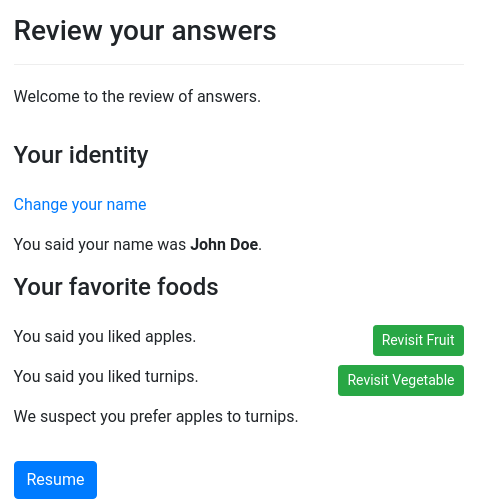 Review your answers
Welcome to the review of answers.
Your identity
Change your name
You said your name was John Doe.
Your favorite foods
You said you liked apples. Revisit Fruit
You said you liked turnips. Revisit Vegetable
We suspect you prefer apples to turnips.
Resume